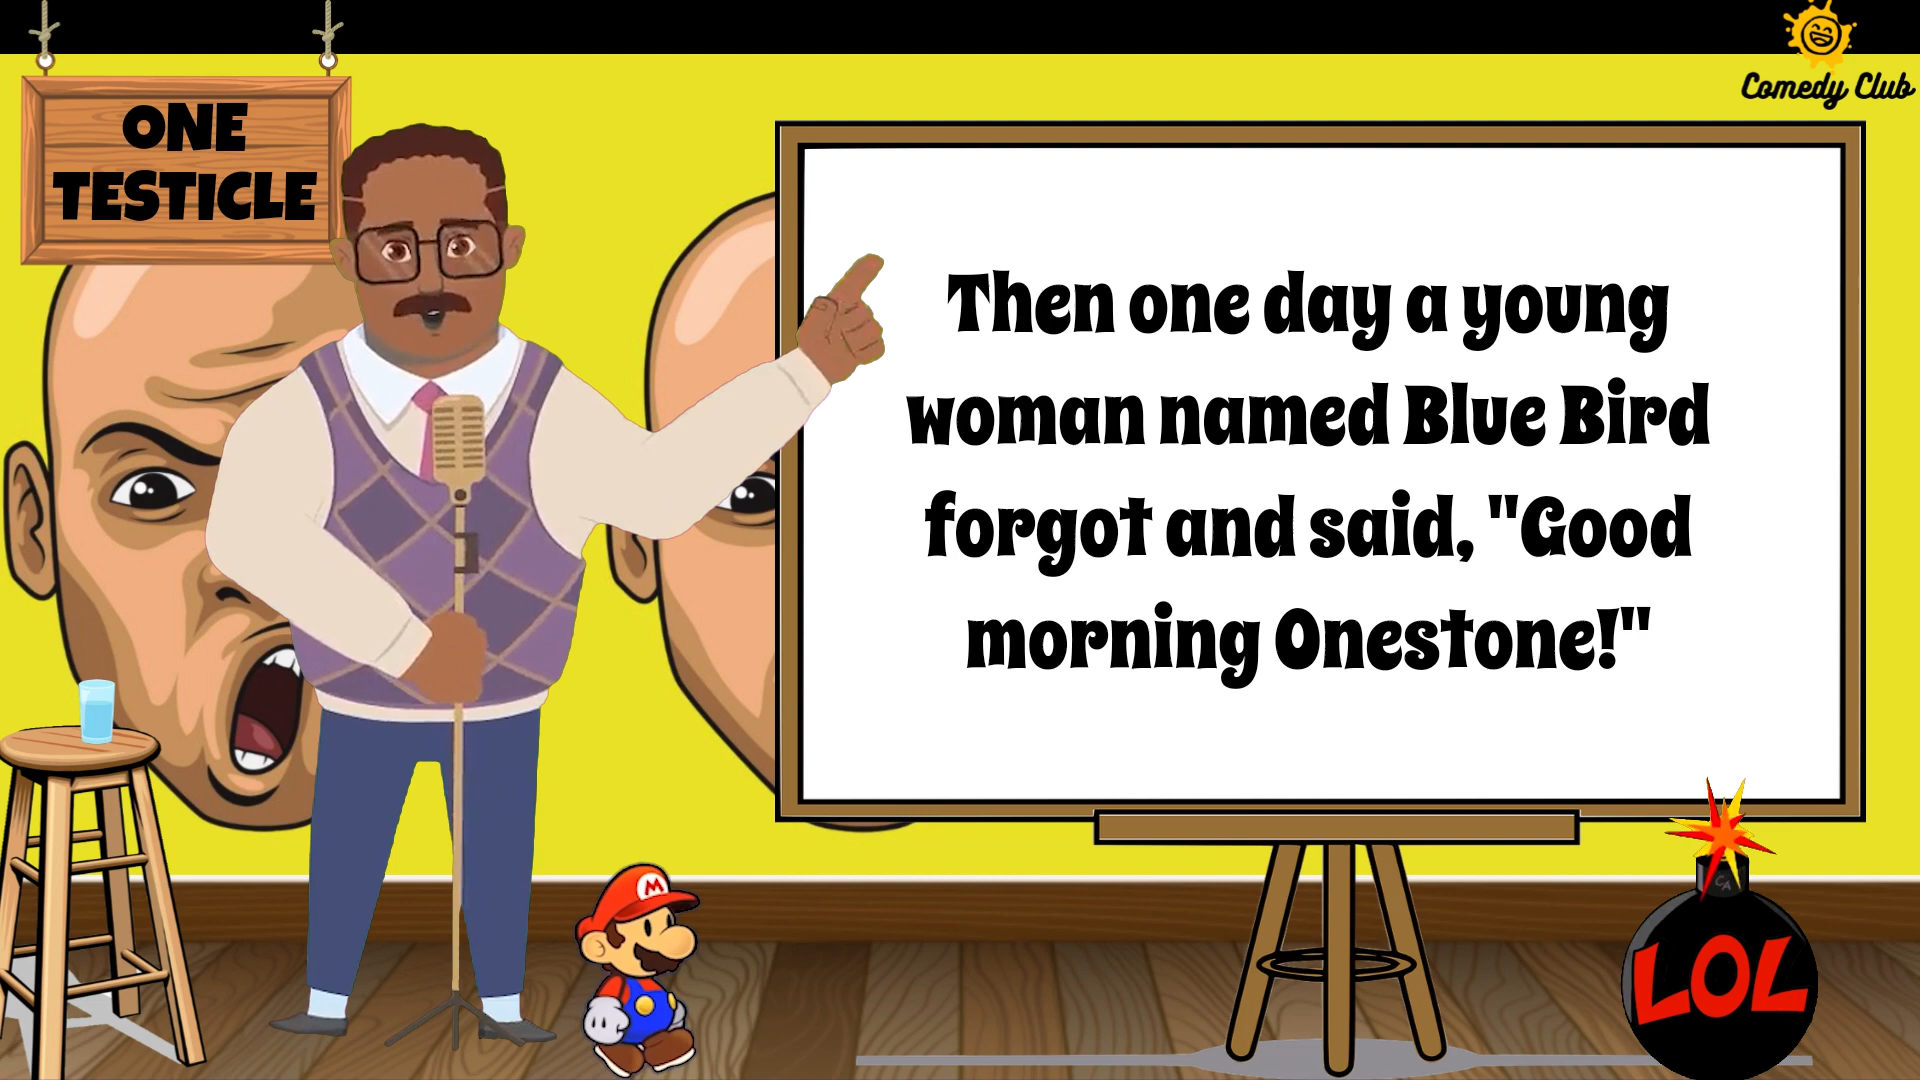 ONE
TESTICLE
Comedy Club
Then one day a young
woman named Blue Bird
forgot and said, "Good
morning Onestone!"
M
CA
LOL